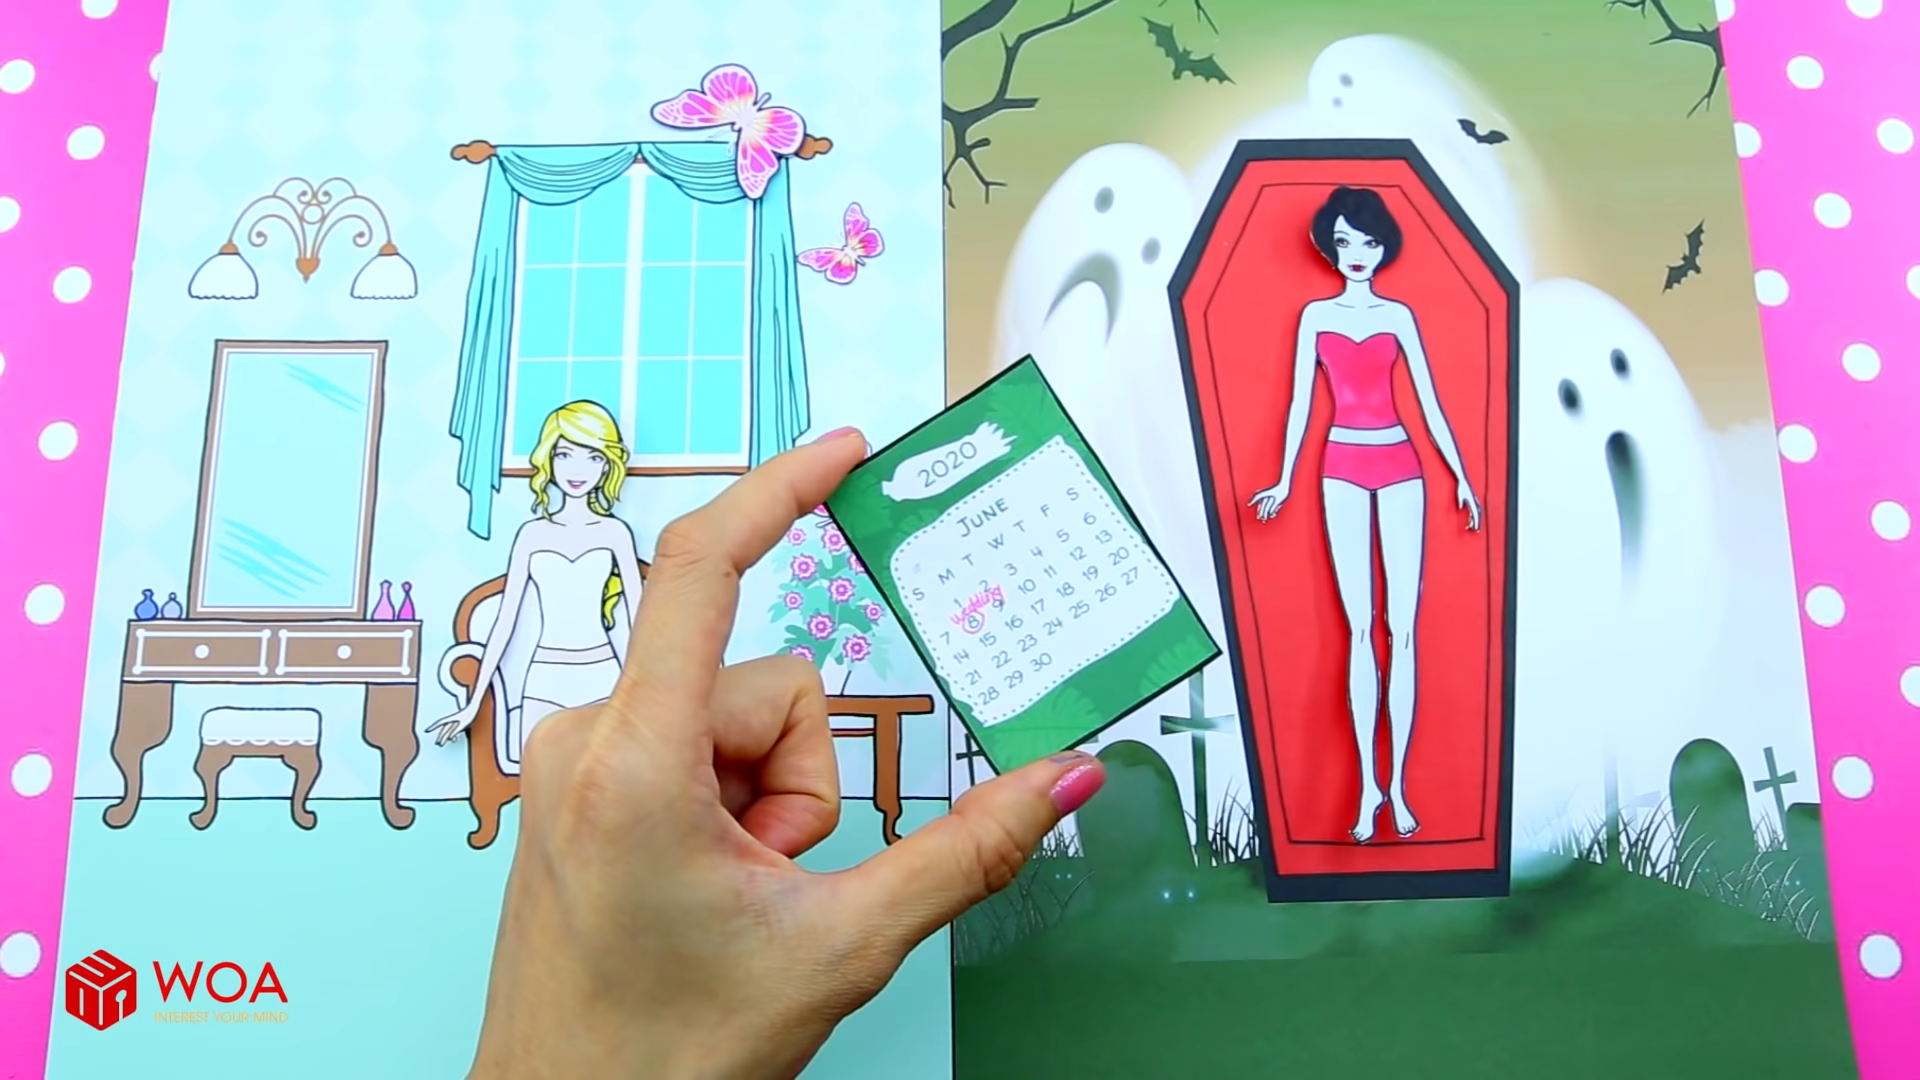 2020
JUNE
S M T W T F S
1 2 3 4 5 6
wedding
7 8 9 10 11 12 13
14 15 16 17 18 19 20
21 22 23 24 25 26 27
28 29 30
WOA
INTEREST YOUR MIND